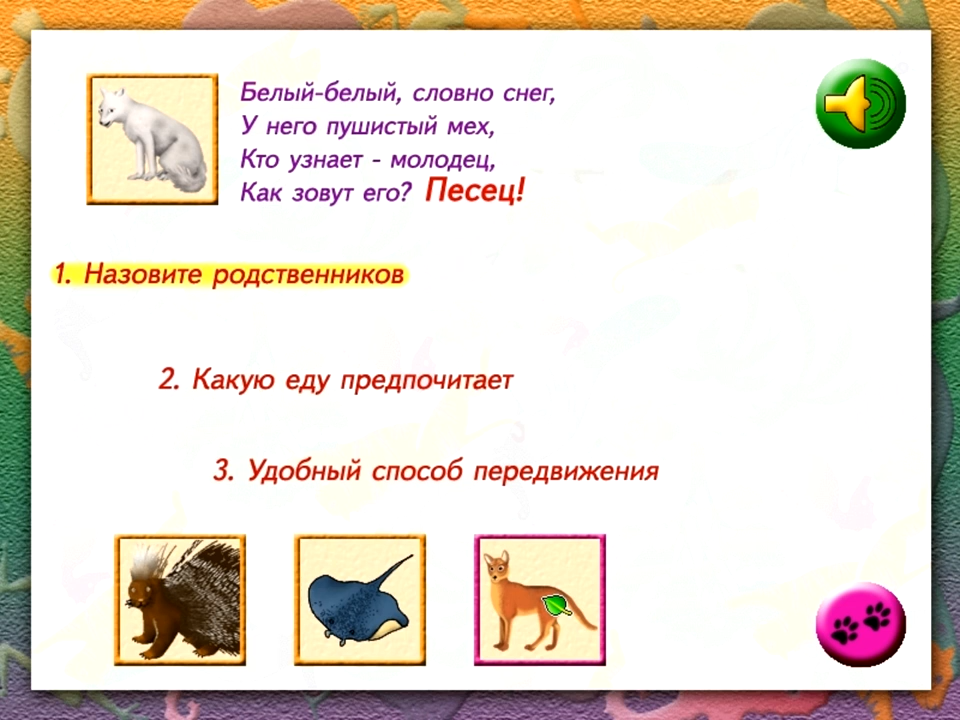 Белый-белый, словно снег,
У него пушистый мех,
Кто узнает - молодец,
Как зовут его? Песец!
1. Назовите родственников
2. Какую еду предпочитает
3. Удобный способ передвижения